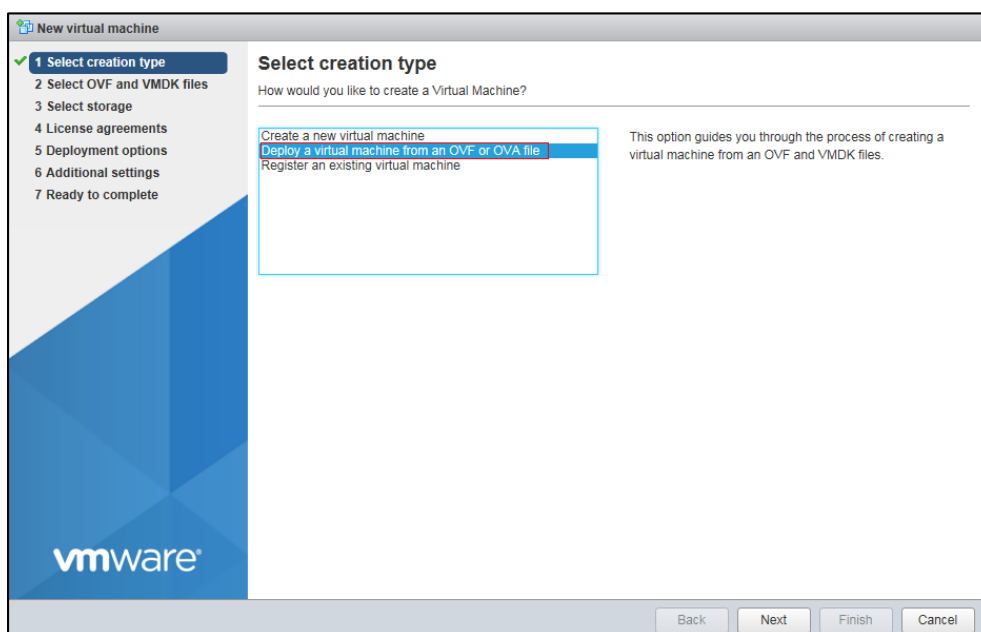 New virtual machine
1 Select creation type
2 Select OVF and VMDK files
3 Select storage
4 License agreements
5 Deployment options
6 Additional settings
7 Ready to complete
vmware®
Select creation type
How would you like to create a Virtual Machine?
Create a new virtual machine
Deploy a virtual machine from an OVF or OVA file
Register an existing virtual machine
This option guides you through the process of creating a
virtual machine from an OVF and VMDK files.
Back
Next
Finish
Cancel